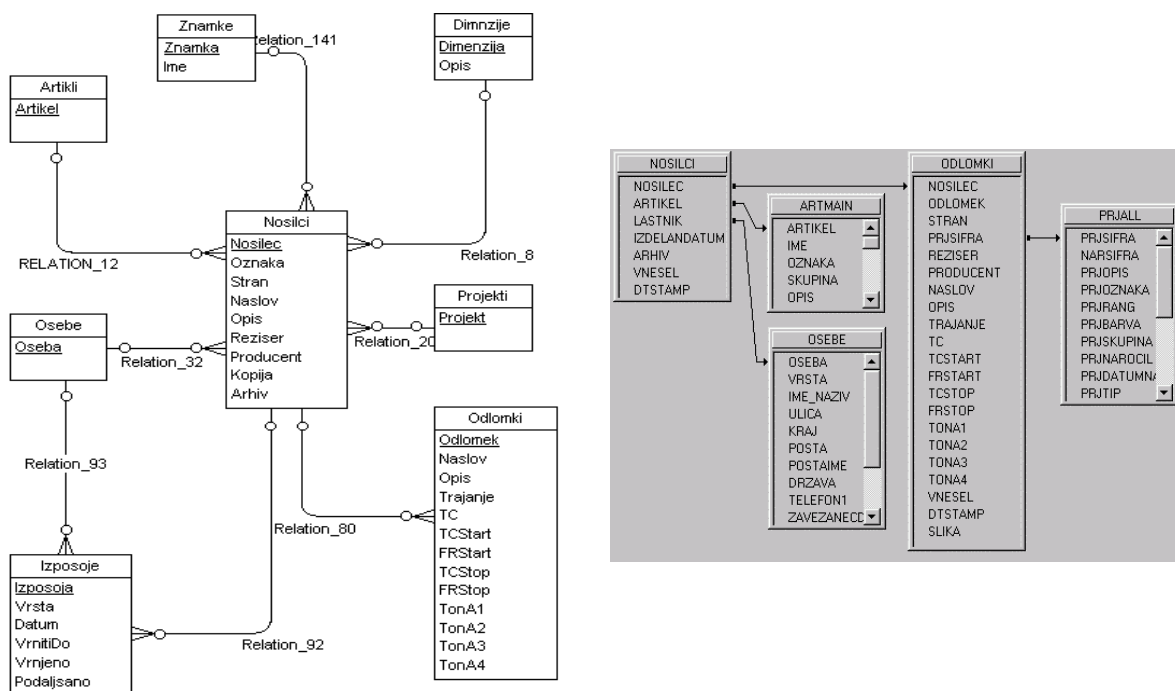 Znamke
Znamka
Ime
Relation_141
Dimnzije
Dimenzija
Opis
Artikli
Artikel
RELATION_12
Nosilci
Nosilec
Oznaka
Stran
Naslov
Opis
Reziser
Producent
Kopija
Arhiv
Relation_8
Projekti
Projekt
Relation_20
Osebe
Oseba
Relation_32
Relation_93
Odlomki
Odlomek
Naslov
Opis
Trajanje
TC
TCStart
FRStart
TCStop
FRStop
TonA1
TonA2
TonA3
TonA4
Relation_80
Izposoje
Izposoja
Vrsta
Datum
VrnitiDo
Vrnjeno
Podaljsano
Relation_92
NOSILCI
NOSILEC
ARTIKEL
LASTNIK
IZDELANDATUM
ARHIV
VNESEL
DTSTAMP
ARTMAIN
ARTIKEL
IME
OZNAKA
SKUPINA
OPIS
OSEBE
OSEBA
VRSTA
IME_NAZIV
ULICA
KRAJ
POSTA
POSTAIME
DRZAVA
TELEFON1
ZAVEZANECD
ODLOMKI
NOSILEC
ODLOMEK
STRAN
PRJSIFRA
REZISER
PRODUCENT
NASLOV
OPIS
TRAJANJE
TC
TCSTART
FRSTART
TCSTOP
FRSTOP
TONA1
TONA2
TONA3
TONA4
VNESEL
DTSTAMP
SLIKA
PRJALL
PRJSIFRA
NARSIFRA
PRJOPIS
PRJOZNAKA
PRJRANG
PRJBARVA
PRJSKUPINA
PRJNAROCIL
PRJDATUMNA
PRJTIP